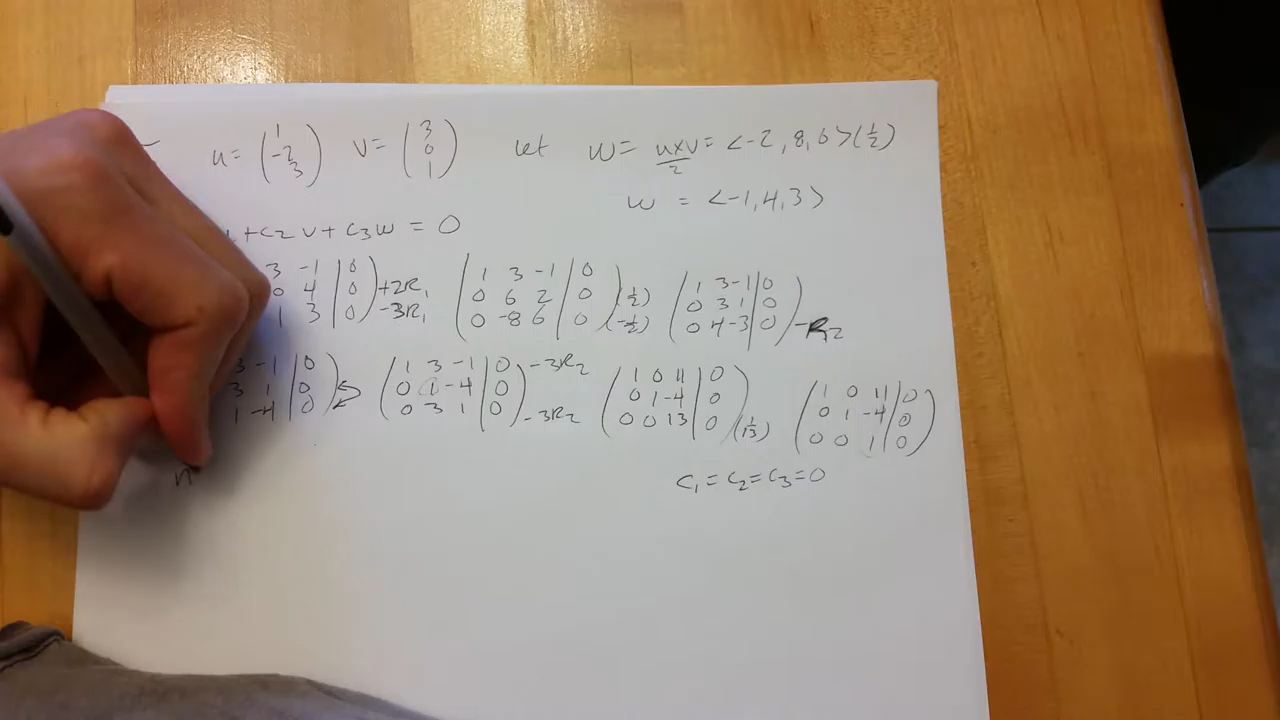 u = ( 1 -2 3 ) v = ( 3 0 1 ) let w = uxv/2 = <-2, 8, 6>(1/2)
w = <-1, 4, 3>
+ c2 v + c3 w = 0
3 -1 | 0 ) ( 1 3 -1 | 0 ) ( 1 3 -1 | 0 )
0 4 | 0 ) +2R1 ( 0 6 2 | 0 ) (1/2) ( 0 3 1 | 0 )
1 3 | 0 ) -3R1 ( 0 -8 6 | 0 ) (-1/2) ( 0 4 -3 | 0 ) -R2
3 -1 | 0 ) ( 1 3 -1 | 0 ) -3R2 ( 1 0 11 | 0 ) ( 1 0 11 | 0 )
3 1 | 0 ) ( 0 1 -4 | 0 ) ( 0 1 -4 | 0 ) ( 0 1 -4 | 0 )
1 -4 | 0 ) ( 0 3 1 | 0 ) -3R2 ( 0 0 13 | 0 ) (1/13) ( 0 0 1 | 0 )
c1 = c2 = c3 = 0